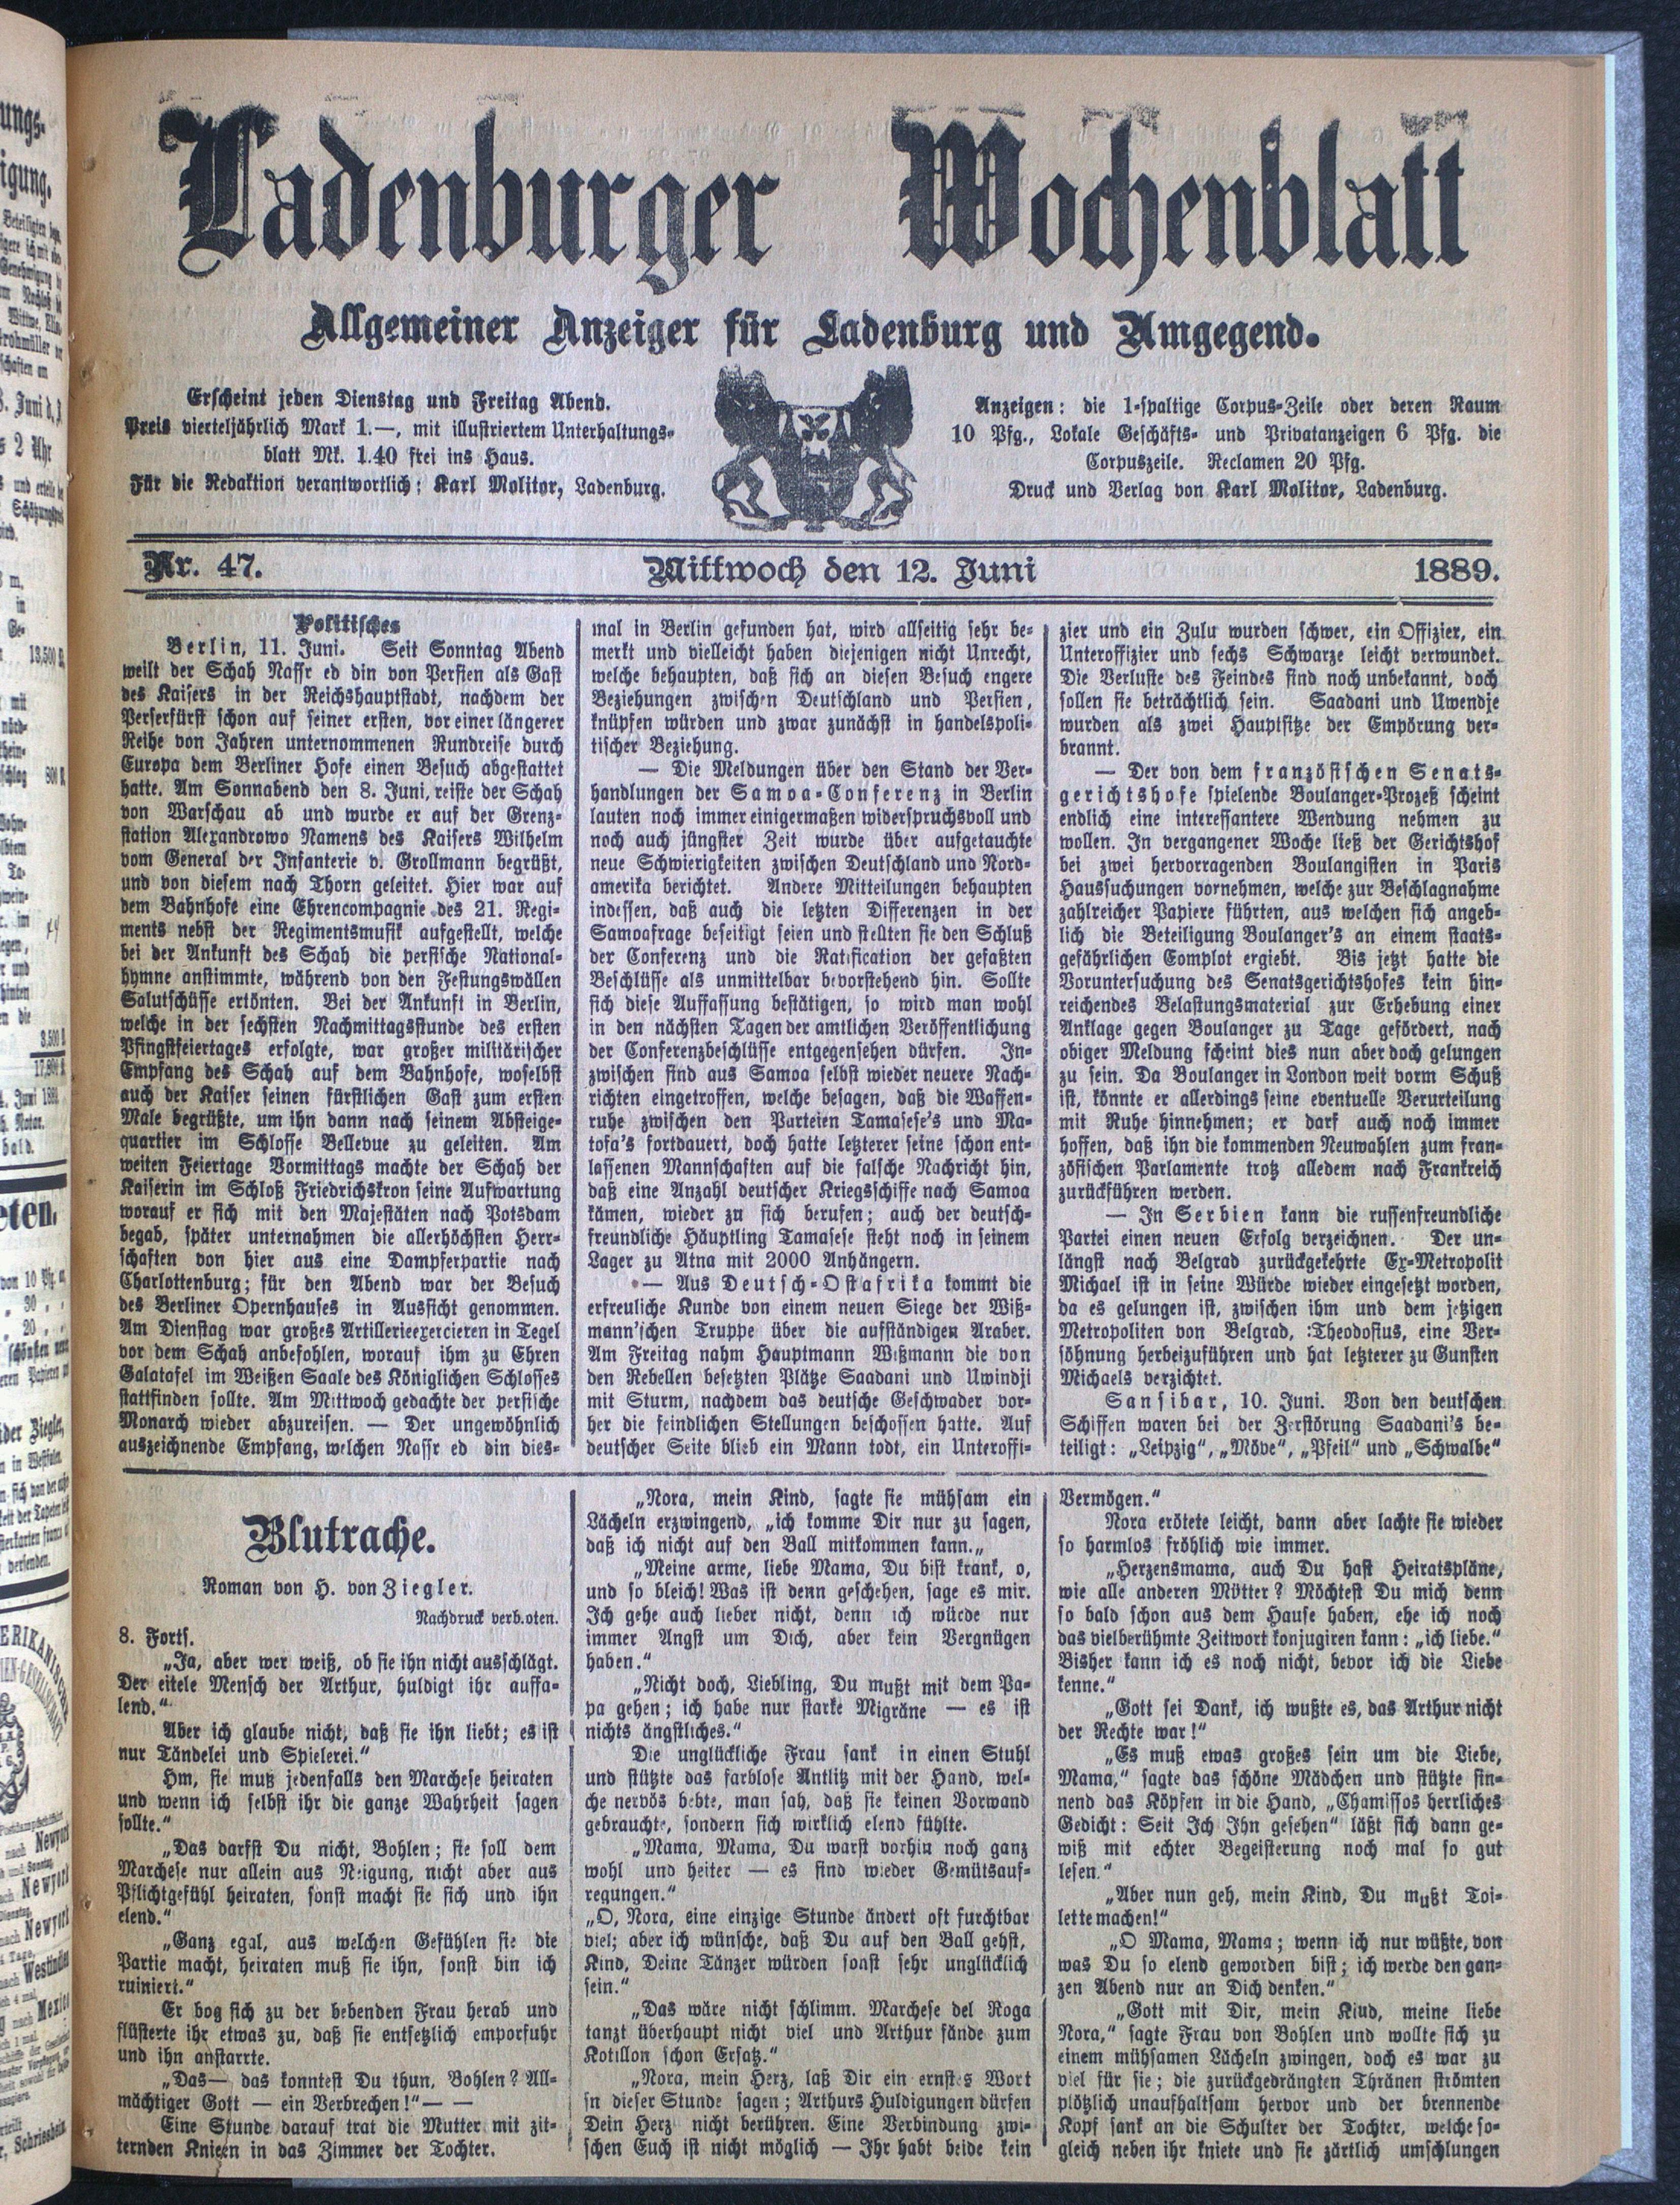 Ladenburger Wochenblatt
Allgemeiner Anzeiger für Ladenburg und Umgegend.
Erscheint jeden Dienstag und Freitag Abend.
Preis vierteljährlich Mark 1.—, mit illustriertem Unterhaltungs-
blatt Mk. 1.40 frei ins Haus.
Für die Redaktion verantwortlich: Karl Molitor, Ladenburg.
Anzeigen: die 1-spaltige Corpus-Zeile oder deren Raum
10 Pfg., Lokale Geschäfts- und Privatanzeigen 6 Pfg. die
Corpuszeile. Reclamen 20 Pfg.
Druck und Verlag von Karl Molitor, Ladenburg.
Nr. 47.
Mittwoch den 12. Juni
1889.
Politisches
Berlin, 11. Juni. Seit Sonntag Abend
weilt der Schah Nassr ed din von Persien als Gast
des Kaisers in der Reichshauptstadt, nachdem der
Perserfürst schon auf seiner ersten, vor einer längerer
Reihe von Jahren unternommenen Rundreise durch
Europa dem Berliner Hofe einen Besuch abgestattet
hatte. Am Sonnabend den 8. Juni, reiste der Schah
von Warschau ab und wurde er auf der Grenz-
station Alexandrowo Namens des Kaisers Wilhelm
vom General der Infanterie v. Grollmann begrüßt,
und von diesem nach Thorn geleitet. Hier war auf
dem Bahnhofe eine Ehrencompagnie des 21. Regi-
ments nebst der Regimentsmusik aufgestellt, welche
bei der Ankunft des Schah die persische National-
hymne anstimmte, während von den Festungswällen
Salutschüsse ertönten. Bei der Ankunft in Berlin,
welche in der sechsten Nachmittagsstunde des ersten
Pfingstfeiertages erfolgte, war großer militärischer
Empfang des Schah auf dem Bahnhofe, woselbst
auch der Kaiser seinen fürstlichen Gast zum ersten
Male begrüßte, um ihn dann nach seinem Absteige-
quartier im Schlosse Bellevue zu geleiten. Am
weiten Feiertage Vormittags machte der Schah der
Kaiserin im Schloß Friedrichskron seine Aufwartung
worauf er sich mit den Majestäten nach Potsdam
begab, später unternahmen die allerhöchsten Herr-
schaften von hier aus eine Dampferpartie nach
Charlottenburg; für den Abend war der Besuch
des Berliner Opernhauses in Aussicht genommen.
Am Dienstag war großes Artillerieexercieren in Tegel
vor dem Schah anbefohlen, worauf ihm zu Ehren
Galatafel im Weißen Saale des Königlichen Schlosses
stattfinden sollte. Am Mittwoch gedachte der persische
Monarch wieder abzureisen. — Der ungewöhnlich
auszeichnende Empfang, welchen Nassr ed din dies-
mal in Berlin gefunden hat, wird allseitig sehr be-
merkt und vielleicht haben diejenigen nicht Unrecht,
welche behaupten, daß sich an diesen Besuch engere
Beziehungen zwischen Deutschland und Persien,
knüpfen würden und zwar zunächst in handelspoli-
tischer Beziehung.
— Die Meldungen über den Stand der Ver-
handlungen der Samoa-Conferenz in Berlin
lauten noch immer einigermaßen widerspruchsvoll und
noch auch jüngster Zeit wurde über aufgetauchte
neue Schwierigkeiten zwischen Deutschland und Nord-
amerika berichtet. Andere Mitteilungen behaupten
indessen, daß auch die letzten Differenzen in der
Samoafrage beseitigt seien und stellten sie den Schluß
der Conferenz und die Ratification der gefaßten
Beschlüsse als unmittelbar bevorstehend hin. Sollte
sich diese Auffassung bestätigen, so wird man wohl
in den nächsten Tagen der amtlichen Veröffentlichung
der Conferenzbeschlüsse entgegensehen dürfen. In-
zwischen sind aus Samoa selbst wieder neuere Nach-
richten eingetroffen, welche besagen, daß die Waffen-
ruhe zwischen den Parteien Tamasese's und Ma-
tofa's fortdauert, doch hatte letzterer seine schon ent-
lassenen Mannschaften auf die falsche Nachricht hin,
daß eine Anzahl deutscher Kriegsschiffe nach Samoa
kämen, wieder zu sich berufen; auch der deutsch-
freundliche Häuptling Tamasese steht noch in seinem
Lager zu Atna mit 2000 Anhängern.
— Aus Deutsch-Ostafrika kommt die
erfreuliche Kunde von einem neuen Siege der Wiß-
mann'schen Truppe über die aufständigen Araber.
Am Freitag nahm Hauptmann Wißmann die von
den Rebellen besetzten Plätze Saadani und Uwindji
mit Sturm, nachdem das deutsche Geschwader vor-
her die feindlichen Stellungen beschossen hatte. Auf
deutscher Seite blieb ein Mann todt, ein Unteroffi-
zier und ein Zulu wurden schwer, ein Offizier, ein
Unteroffizier und sechs Schwarze leicht verwundet.
Die Verluste des Feindes sind noch unbekannt, doch
sollen sie beträchtlich sein. Saadani und Uwendje
wurden als zwei Hauptsitze der Empörung ver-
brannt.
— Der von dem französischen Senats-
gerichtshofe spielende Boulanger-Prozeß scheint
endlich eine interessantere Wendung nehmen zu
wollen. In vergangener Woche ließ der Gerichtshof
bei zwei hervorragenden Boulangisten in Paris
Haussuchungen vornehmen, welche zur Beschlagnahme
zahlreicher Papiere führten, aus welchen sich angeb-
lich die Beteiligung Boulanger's an einem staats-
gefährlichen Complot ergiebt. Bis jetzt hatte die
Voruntersuchung des Senatsgerichtshofes kein hin-
reichendes Belastungsmaterial zur Erhebung einer
Anklage gegen Boulanger zu Tage gefördert, nach
obiger Meldung scheint dies nun aber doch gelungen
zu sein. Da Boulanger in London weit vorm Schuß
ist, könnte er allerdings seine eventuelle Verurteilung
mit Ruhe hinnehmen; er darf auch noch immer
hoffen, daß ihn die kommenden Neuwahlen zum fran-
zösischen Parlamente trotz alledem nach Frankreich
zurückführen werden.
— In Serbien kann die russenfreundliche
Partei einen neuen Erfolg verzeichnen. Der un-
längst nach Belgrad zurückgekehrte Ex-Metropolit
Michael ist in seine Würde wieder eingesetzt worden,
da es gelungen ist, zwischen ihm und dem jetzigen
Metropoliten von Belgrad, :Theodosius, eine Ver-
söhnung herbeizuführen und hat letzterer zu Gunsten
Michaels verzichtet.
Sansibar, 10. Juni. Von den deutschen
Schiffen waren bei der Zerstörung Saadani's be-
teiligt: „Leipzig“, „Möve“, „Pfeil“ und „Schwalbe“
Blutrache.
Roman von H. von Ziegler.
Nachdruck verb.oten.
8. Forts.
„Ja, aber wer weiß, ob sie ihn nicht ausschlägt.
Der eitele Mensch der Arthur, huldigt ihr auffa-
lend.“
Aber ich glaube nicht, daß sie ihn liebt; es ist
nur Tändelei und Spielerei.“
Hm, sie muß jedenfalls den Marchese heiraten
und wenn ich selbst ihr die ganze Wahrheit sagen
sollte.“
„Das darfst Du nicht, Bohlen; sie soll dem
Marchese nur allein aus Neigung, nicht aber aus
Pflichtgefühl heiraten, sonst macht sie sich und ihn
elend.“
„Ganz egal, aus welchen Gefühlen sie die
Partie macht, heiraten muß sie ihn, sonst bin ich
ruiniert.“
Er bog sich zu der bebenden Frau herab und
flüsterte ihr etwas zu, daß sie entsetzlich emporfuhr
und ihn anstarrte.
„Das— das konntest Du thun, Bohlen? All-
mächtiger Gott — ein Verbrechen!“— —
Eine Stunde darauf trat die Mutter mit zit-
ternden Knieen in das Zimmer der Tochter.
„Nora, mein Kind, sagte sie mühsam ein
Lächeln erzwingend, „ich komme Dir nur zu sagen,
daß ich nicht auf den Ball mitkommen kann.„
„Meine arme, liebe Mama, Du bist krank, o,
und so bleich! Was ist denn geschehen, sage es mir.
Ich gehe auch lieber nicht, denn ich würde nur
immer Angst um Dich, aber kein Vergnügen
haben.“
„Nicht doch, Liebling, Du mußt mit dem Pa-
pa gehen; ich habe nur starke Migräne — es ist
nichts ängstliches.“
Die unglückliche Frau sank in einen Stuhl
und stützte das farblose Antlitz mit der Hand, wel-
che nervös bebte, man sah, daß sie keinen Vorwand
gebrauchte, sondern sich wirklich elend fühlte.
„Mama, Mama, Du warst vorhin noch ganz
wohl und heiter — es sind wieder Gemütsauf-
regungen.“
„O, Nora, eine einzige Stunde ändert oft furchtbar
viel; aber ich wünsche, daß Du auf den Ball gehst,
Kind, Deine Tänzer würden sonst sehr unglücklich
sein.“
„Das wäre nicht schlimm. Marchese del Roga
tanzt überhaupt nicht viel und Arthur fände zum
Kotillon schon Ersatz.“
„Nora, mein Herz, laß Dir ein ernstes Wort
in dieser Stunde sagen; Arthurs Huldigungen dürfen
Dein Herz nicht berühren. Eine Verbindung zwi-
schen Euch ist nicht möglich — Ihr habt beide kein
Vermögen.“
Nora erötete leicht, dann aber lachte sie wieder
so harmlos fröhlich wie immer.
„Herzensmama, auch Du hast Heiratspläne,
wie alle anderen Mütter? Möchtest Du mich denn
so bald schon aus dem Hause haben, ehe ich noch
das vielberühmte Zeitwort konjugiren kann: „ich liebe.“
Bisher kann ich es noch nicht, bevor ich die Liebe
kenne.“
„Gott sei Dank, ich wußte es, das Arthur nicht
der Rechte war!“
„Es muß etwas großes sein um die Liebe,
Mama,“ sagte das schöne Mädchen und stützte sin-
nend das Köpfen in die Hand, „Chamissos herrliches
Gedicht: Seit Ich Ihn gesehen“ läßt sich dann ge-
wiß mit echter Begeisterung noch mal so gut
lesen.“
„Aber nun geh, mein Kind, Du mußt Toi-
lette machen!“
„O Mama, Mama; wenn ich nur wüßte, von
was Du so elend geworden bist; ich werde den gan-
zen Abend nur an Dich denken.“
„Gott mit Dir, mein Kiud, meine liebe
Nora,“ sagte Frau von Bohlen und wollte sich zu
einem mühsamen Lächeln zwingen, doch es war zu
viel für sie; die zurückgedrängten Thränen strömten
plötzlich unaufhaltsam hervor und der brennende
Kopf sank an die Schulter der Tochter, welche so-
gleich neben ihr kniete und sie zärtlich umschlungen